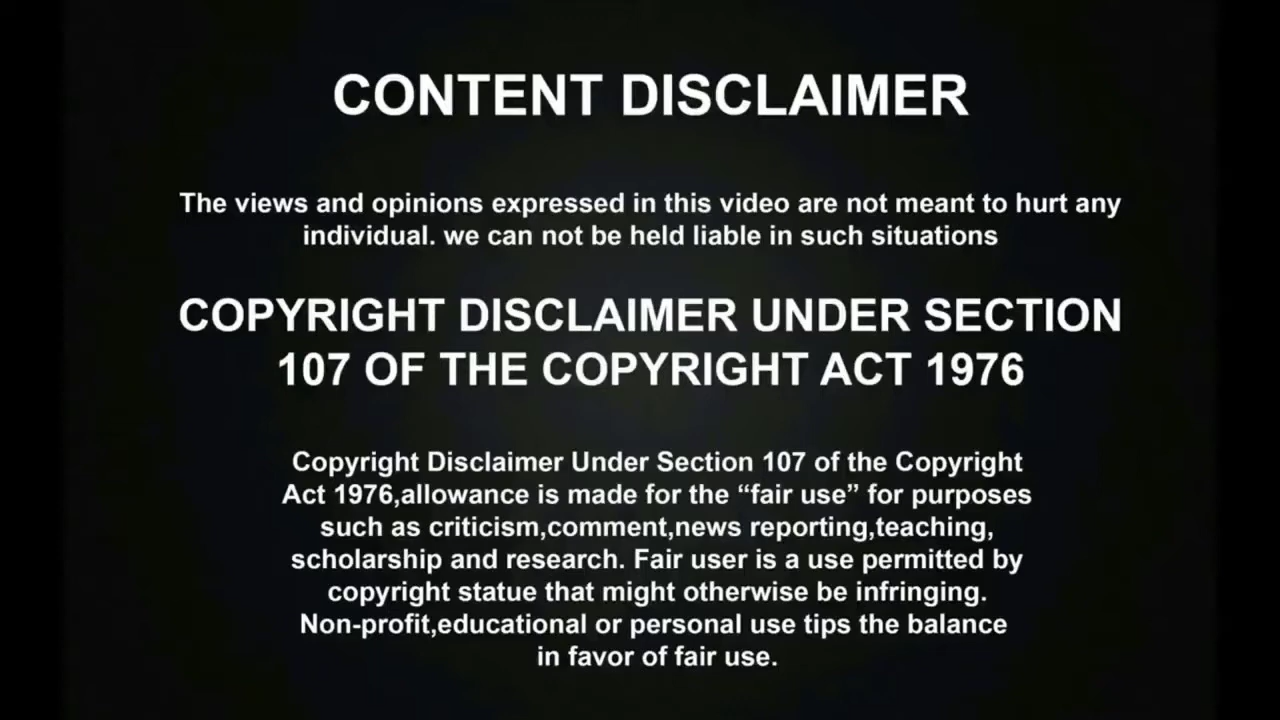 CONTENT DISCLAIMER
The views and opinions expressed in this video are not meant to hurt any
individual. we can not be held liable in such situations
COPYRIGHT DISCLAIMER UNDER SECTION
107 OF THE COPYRIGHT ACT 1976
Copyright Disclaimer Under Section 107 of the Copyright
Act 1976,allowance is made for the “fair use” for purposes
such as criticism,comment,news reporting,teaching,
scholarship and research. Fair user is a use permitted by
copyright statue that might otherwise be infringing.
Non-profit,educational or personal use tips the balance
in favor of fair use.